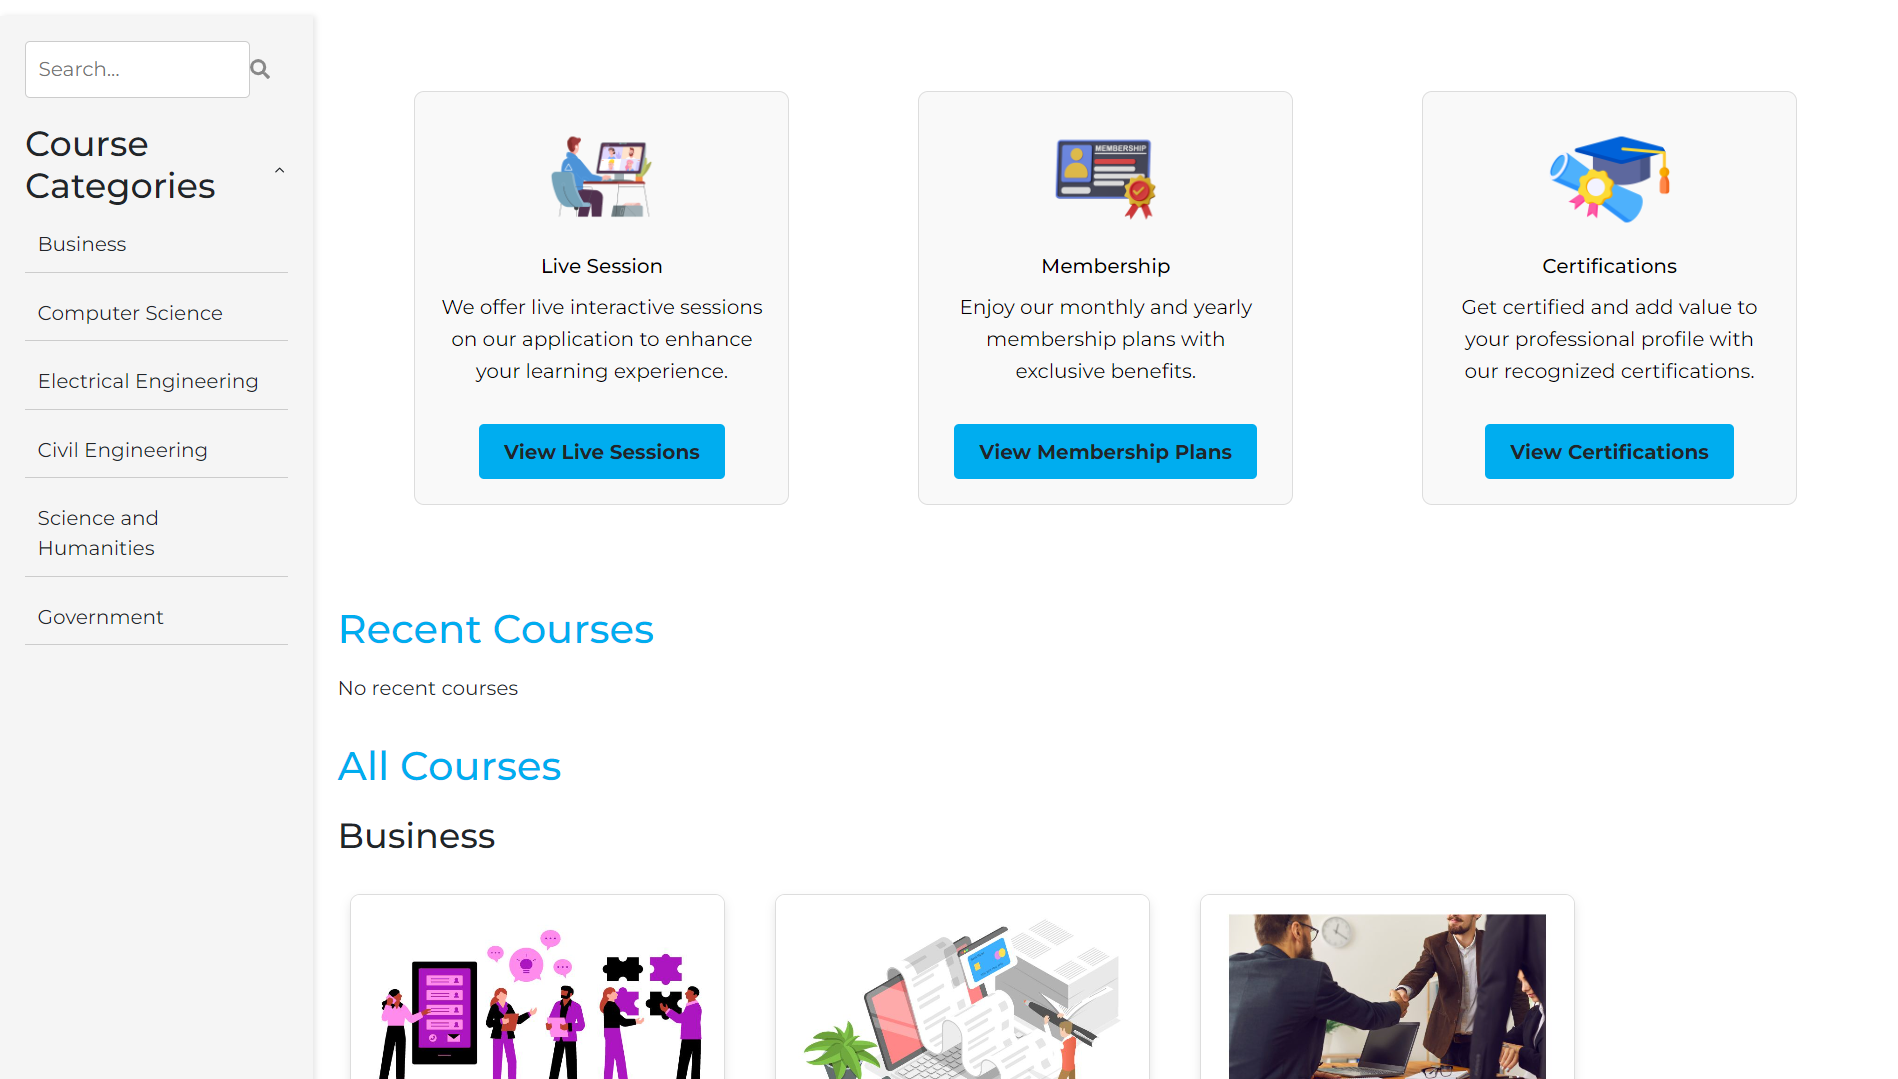 Search...
Course
Categories
Business
Computer Science
Electrical Engineering
Civil Engineering
Science and
Humanities
Government
MEMBERSHIP
Live Session
We offer live interactive sessions
on our application to enhance
your learning experience.
View Live Sessions
Membership
Enjoy our monthly and yearly
membership plans with
exclusive benefits.
View Membership Plans
Certifications
Get certified and add value to
your professional profile with
our recognized certifications.
View Certifications
Recent Courses
No recent courses
All Courses
Business